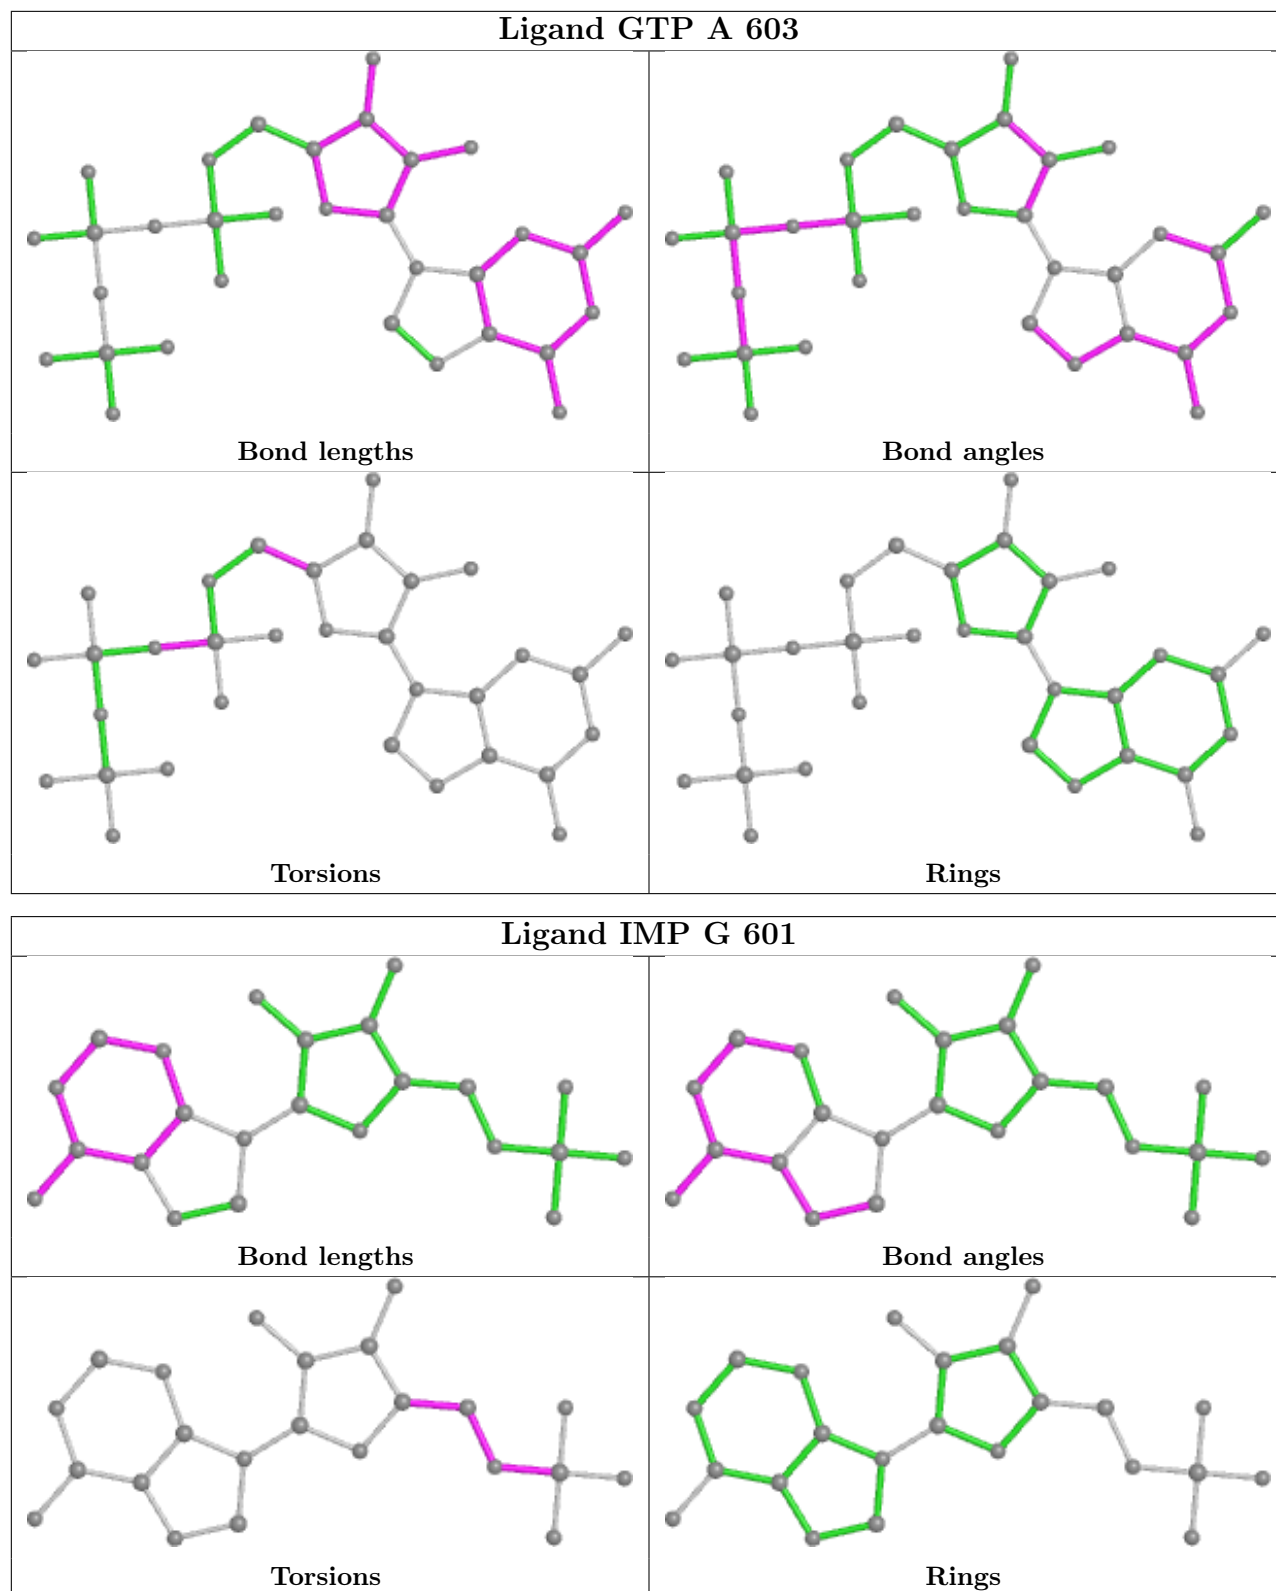 Ligand GTP A 603
Bond lengths
Bond angles
Torsions
Rings
Ligand IMP G 601
Bond lengths
Bond angles
Torsions
Rings